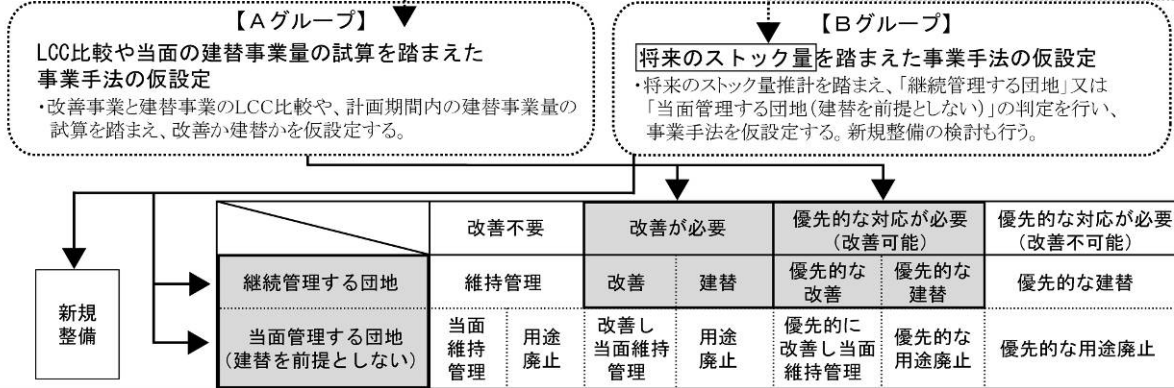 【Aグループ】
LCC比較や当面の建替事業量の試算を踏まえた
事業手法の仮設定
・改善事業と建替事業のLCC比較や、計画期間内の建替事業量の
試算を踏まえ、改善か建替かを仮設定する。
【Bグループ】
将来のストック量を踏まえた事業手法の仮設定
・将来のストック量推計を踏まえ、「継続管理する団地」又は
「当面管理する団地(建替を前提としない)」の判定を行い、
事業手法を仮設定する。新規整備の検討も行う。
新規
整備
改善不要
改善が必要
優先的な対応が必要
(改善可能)
優先的な対応が必要
(改善不可能)
継続管理する団地
維持管理
改善
建替
優先的な
改善
優先的な
建替
優先的な建替
当面管理する団地
(建替を前提としない)
当面
維持
管理
用途
廃止
改善し
当面維持
管理
用途
廃止
優先的に
改善し当面
維持管理
優先的な
用途廃止
優先的な用途廃止